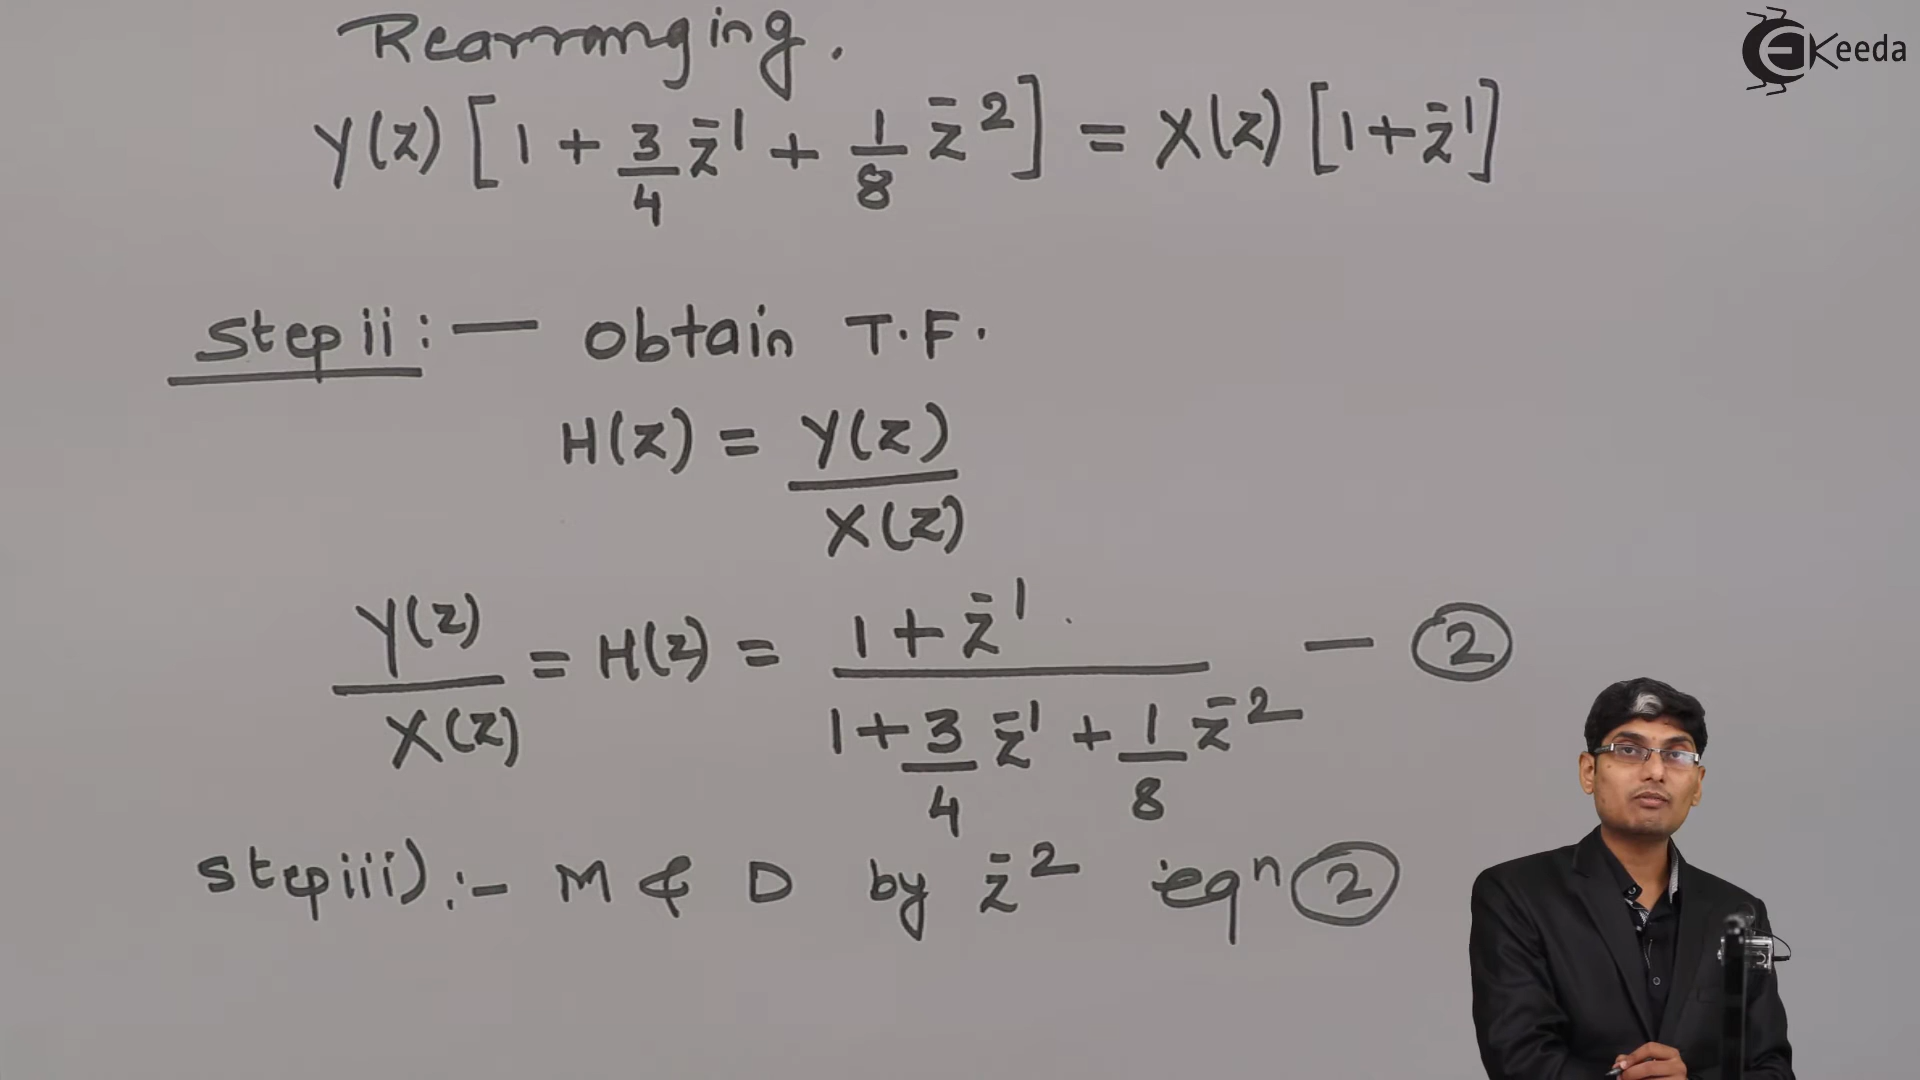 EKeeda
Rearranging.
Y(z) [1 + 3/4 z⁻¹ + 1/8 z⁻²] = X(z) [1 + z⁻¹]
Step ii :— Obtain T.F.
H(z) = Y(z)/X(z)
Y(z)/X(z) = H(z) = (1 + z⁻¹)/(1 + 3/4 z⁻¹ + 1/8 z⁻²) — ②
Step iii) :- M & D by z⁻² eqⁿ ②